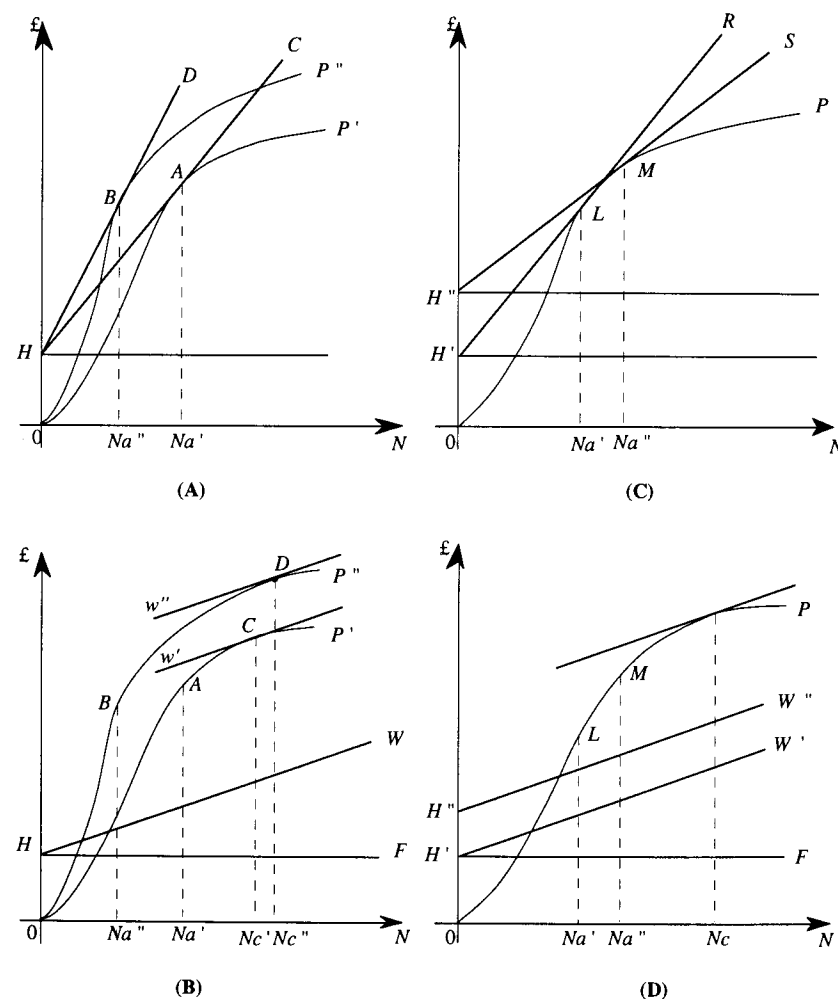 £
D
C
P"
P'
B
A
H
0
Na"
Na'
N
(A)
£
R
S
P
M
L
H"
H'
0
Na'
Na"
N
(C)
£
D
P"
w"
C
P'
w'
B
A
W
H
F
0
Na"
Na'
Nc'
Nc"
N
(B)
£
P
M
L
W"
W'
H"
H'
F
0
Na'
Na"
Nc
N
(D)